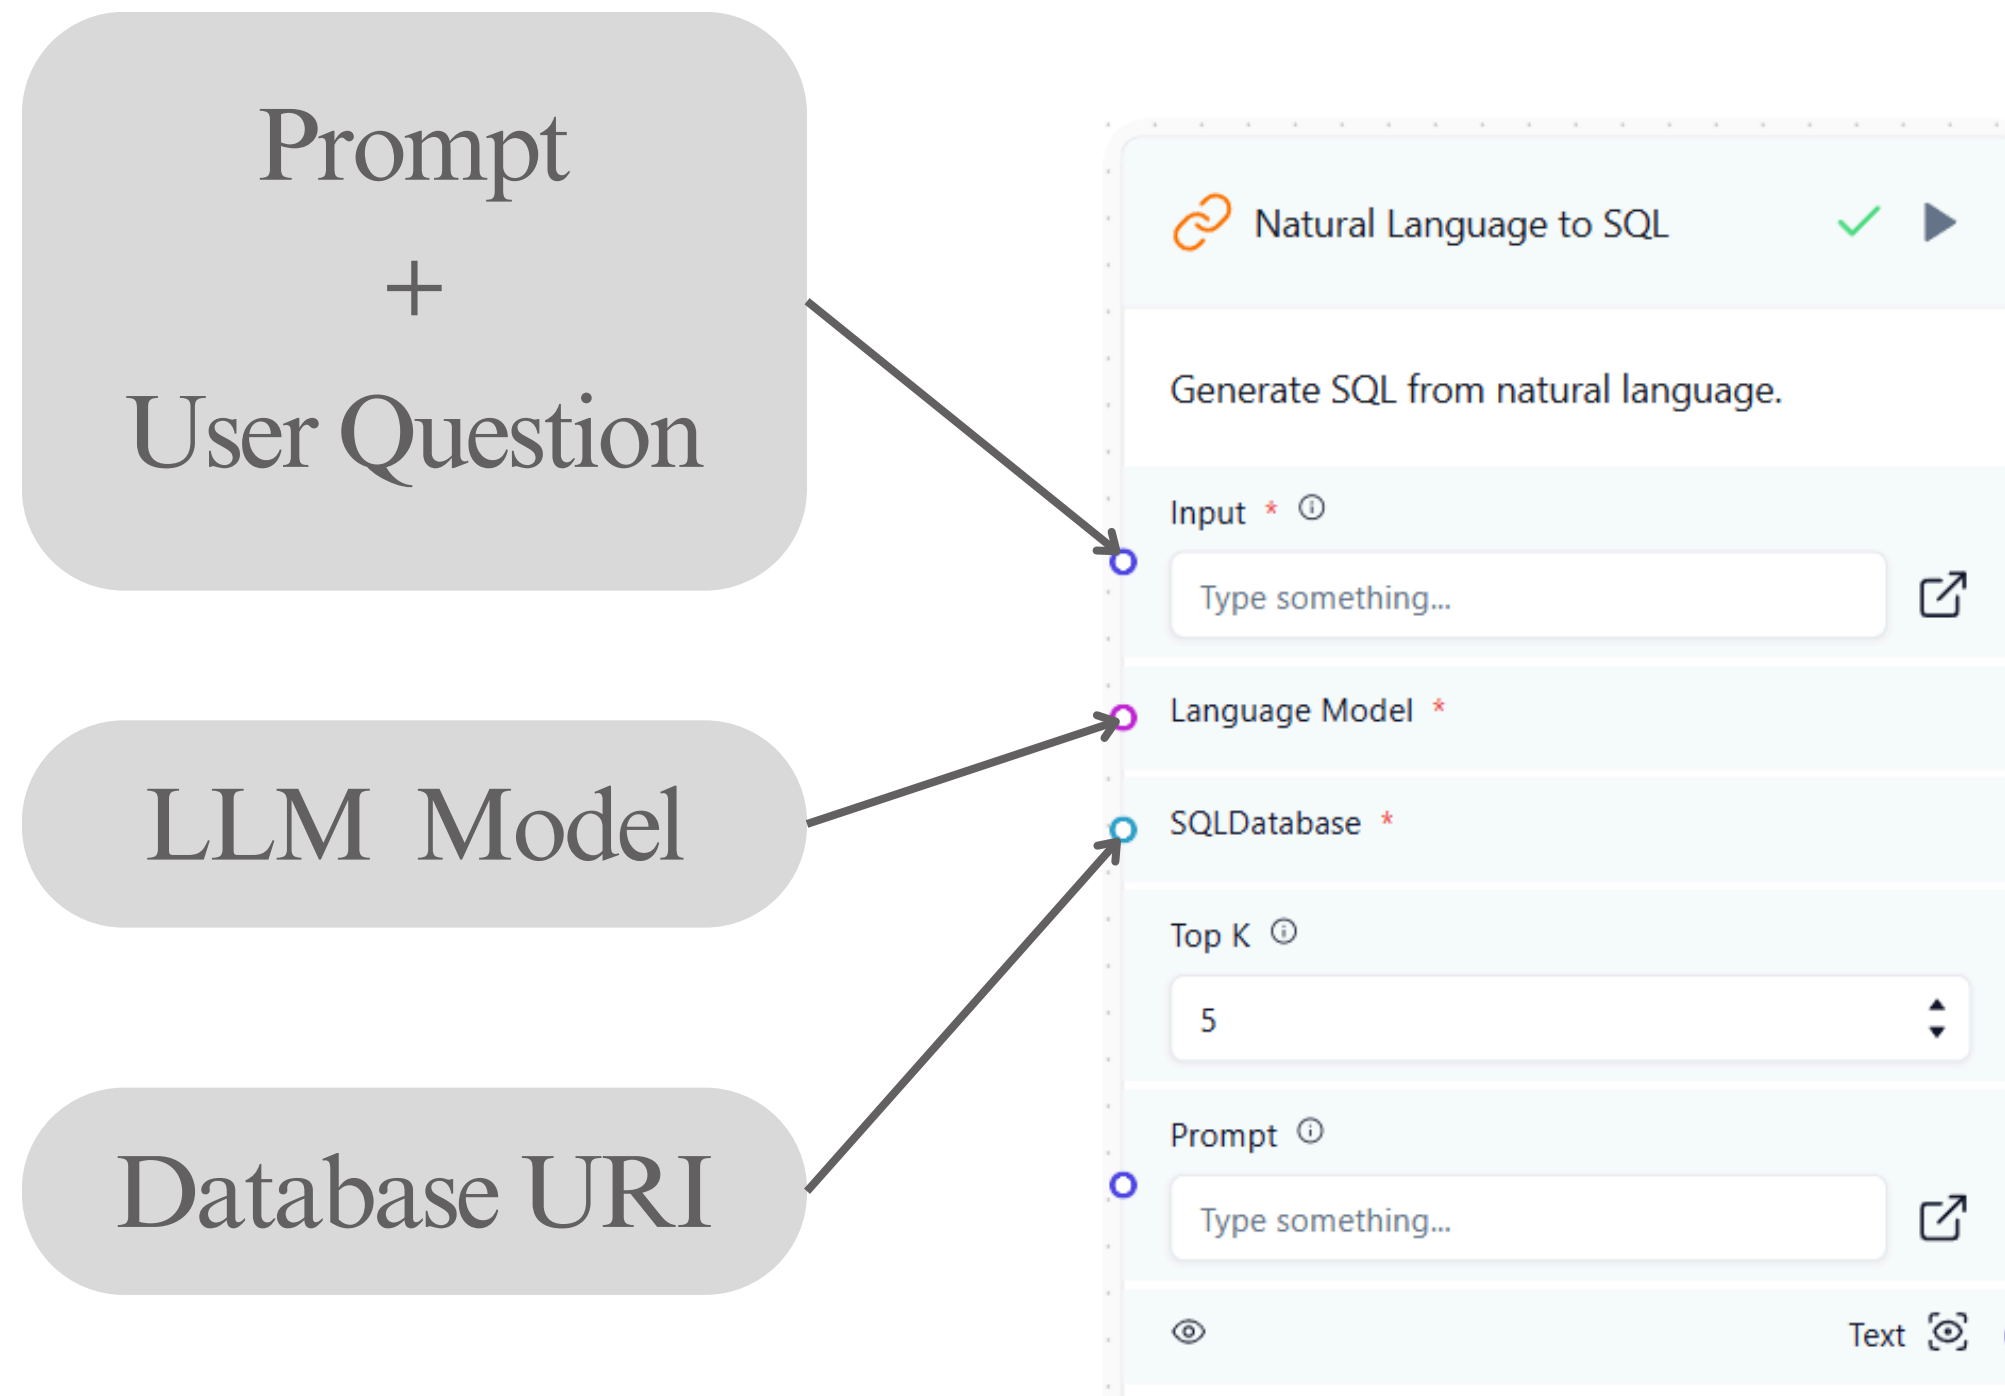 Prompt
+
User Question
LLM Model
Database URI
Natural Language to SQL
Generate SQL from natural language.
Input *
Type something...
Language Model *
SQLDatabase *
Top K
5
Prompt
Type something...
Text